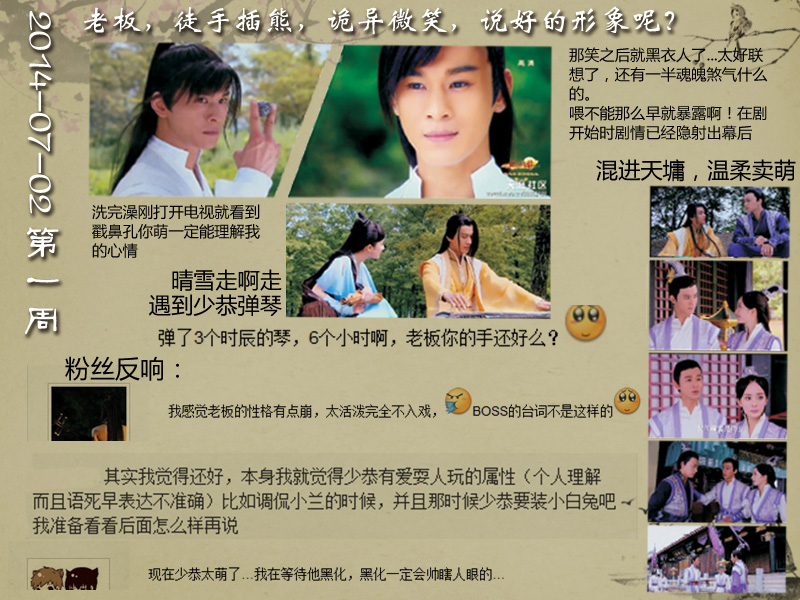 老板，徒手插熊，诡异微笑，说好的形象呢？
2014-07-02 第一周
高清
那笑之后就黑衣人了...太好联
想了，还有一半魂魄煞气什么
的。
喂不能那么早就暴露啊！在剧
开始时剧情已经隐射出幕后
混进天墉，温柔卖萌
洗完澡刚打开电视就看到
戳鼻孔你萌一定能理解我
的心情
晴雪走啊走
遇到少恭弹琴
弹了3个时辰的琴，6个小时啊，老板你的手还好么？
粉丝反响：
我感觉老板的性格有点崩，太活泼完全不入戏，
BOSS的台词不是这样的
其实我觉得还好，本身我就觉得少恭有爱耍人玩的属性（个人理解
而且语死早表达不准确）比如调侃小兰的时候，并且那时候少恭要装小白兔吧～
我准备看看后面怎么样再说
现在少恭太萌了...我在等待他黑化，黑化一定会帅瞎人眼的...